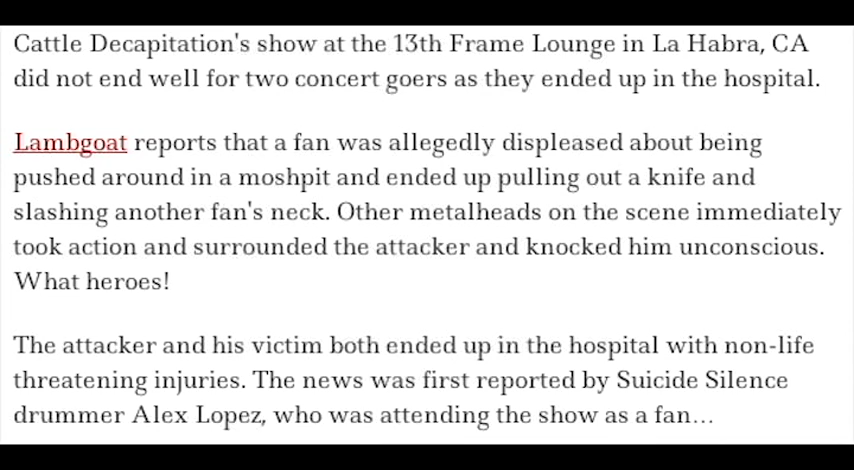 Cattle Decapitation's show at the 13th Frame Lounge in La Habra, CA
did not end well for two concert goers as they ended up in the hospital.
Lambgoat reports that a fan was allegedly displeased about being
pushed around in a moshpit and ended up pulling out a knife and
slashing another fan's neck. Other metalheads on the scene immediately
took action and surrounded the attacker and knocked him unconscious.
What heroes!
The attacker and his victim both ended up in the hospital with non-life
threatening injuries. The news was first reported by Suicide Silence
drummer Alex Lopez, who was attending the show as a fan...